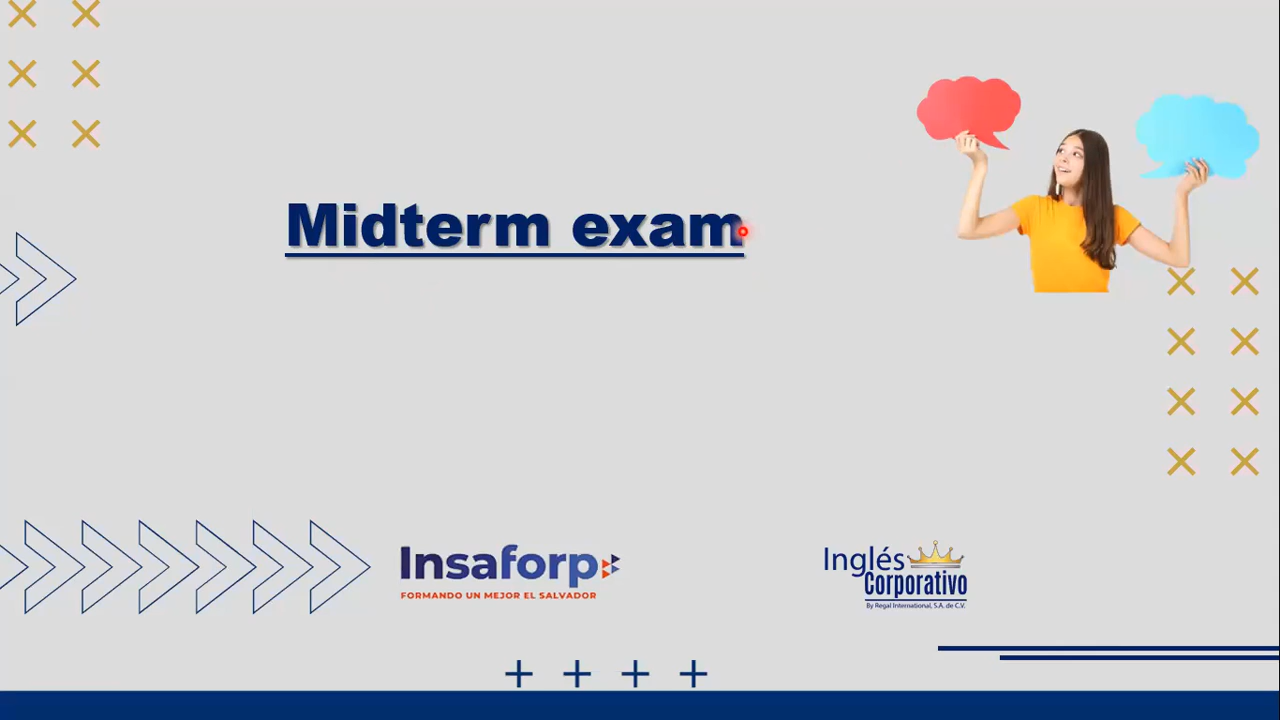 Midterm exam
Insaforp
FORMANDO UN MEJOR EL SALVADOR
Inglés
Corporativo
By Regal International, S.A. de C.V.